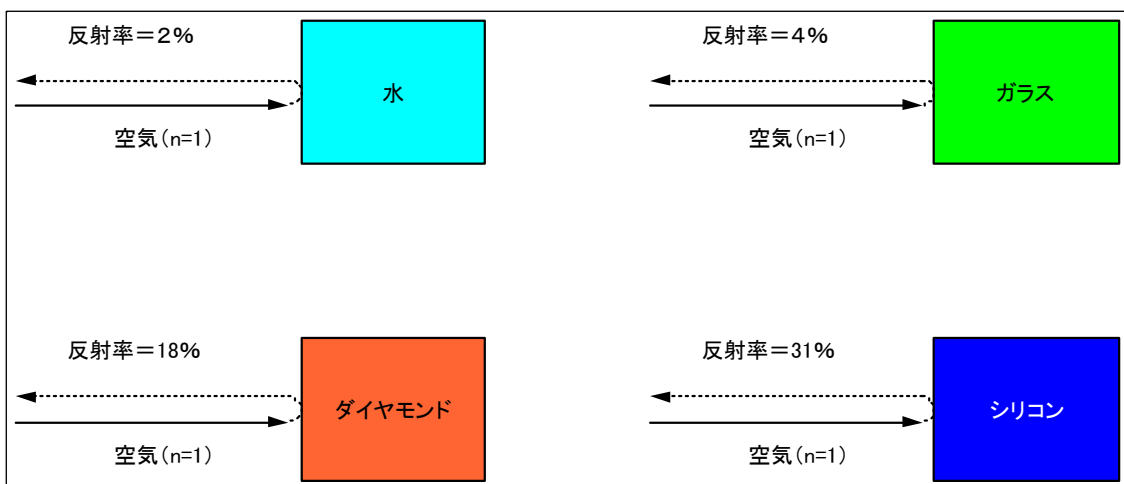 反射率＝２%
水
空気（n=1）
反射率＝４%
ガラス
空気（n=1）
反射率＝18%
ダイヤモンド
空気（n=1）
反射率＝31%
シリコン
空気（n=1）